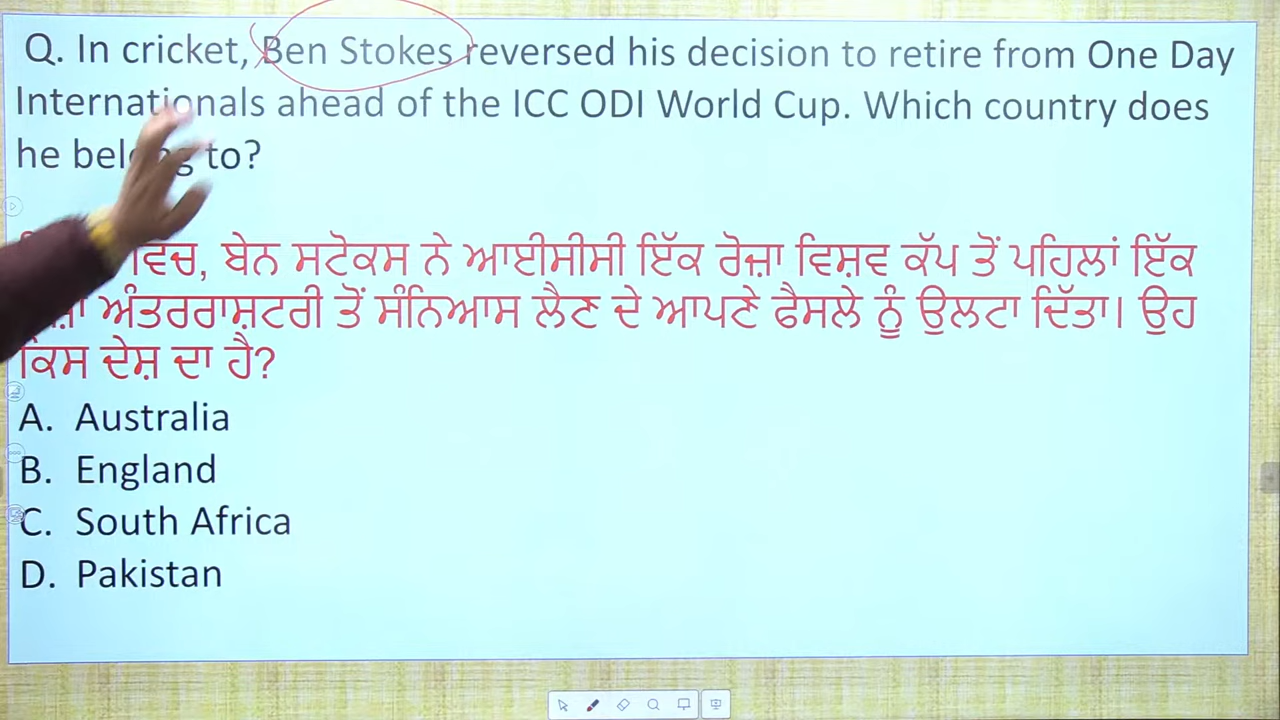 Q. In cricket, Ben Stokes reversed his decision to retire from One Day
Internationals ahead of the ICC ODI World Cup. Which country does
he to?
ਬੇਨ ਸਟੋਕਸ ਨੇ ਆਈਸੀਸੀ ਇੱਕ ਰੋਜ਼ਾ ਵਿਸ਼ਵ ਕੱਪ ਤੋਂ ਪਹਿਲਾਂ ਇੱਕ
ਅੰਤਰਰਾਸ਼ਟਰੀ ਤੋਂ ਸੰਨਿਆਸ ਲੈਣ ਦੇ ਆਪਣੇ ਫੈਸਲੇ ਨੂੰ ਉਲਟਾ ਦਿੱਤਾ। ਉਹ
ਕਿਸ ਦੇਸ਼ ਦਾ ਹੈ?
A. Australia
B. England
C. South Africa
D. Pakistan